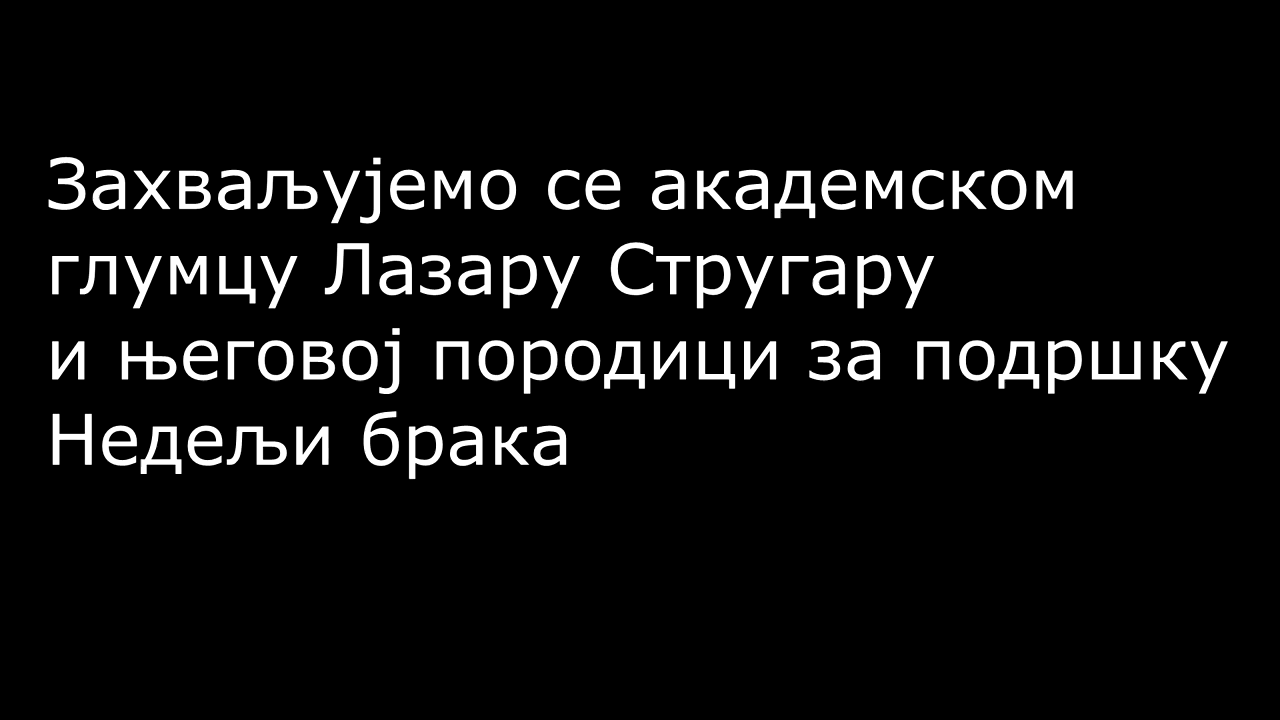 Захваљујемо се академском
глумцу Лазару Стругару
и његовој породици за подршку
Недељи брака